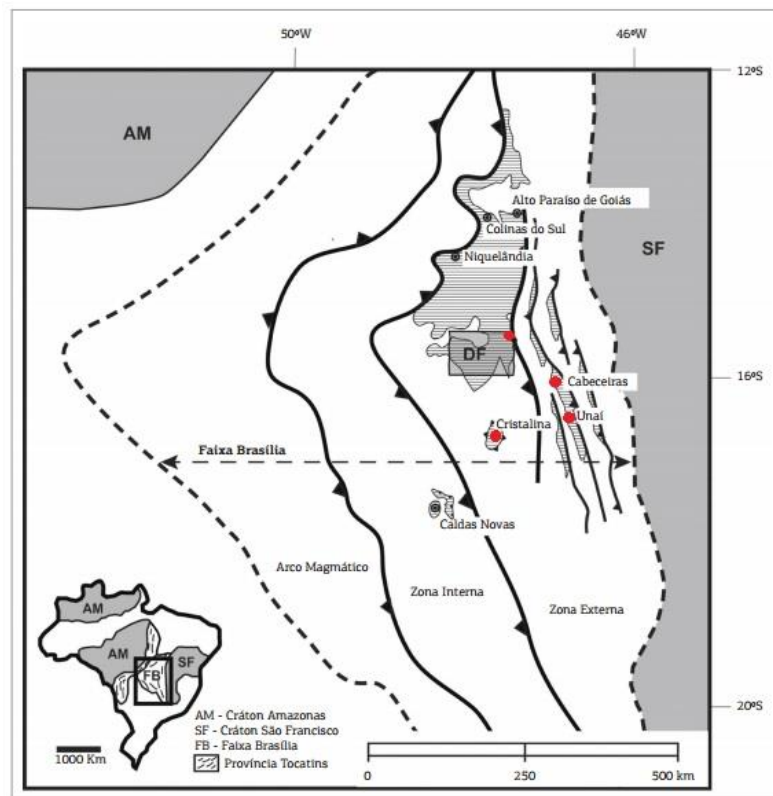 50ºW
46ºW
12ºS
AM
Alto Paraíso de Goiás
Colinas do Sul
SF
Niquelândia
DF
16ºS
Cabeceiras
Unaí
Cristalina
Faixa Brasília
Caldas Novas
Arco Magmático
Zona Interna
Zona Externa
AM
AM
SF
FB
20ºS
AM - Cráton Amazonas
SF - Cráton São Francisco
FB - Faixa Brasília
Província Tocatins
1000 Km
0
250
500 km